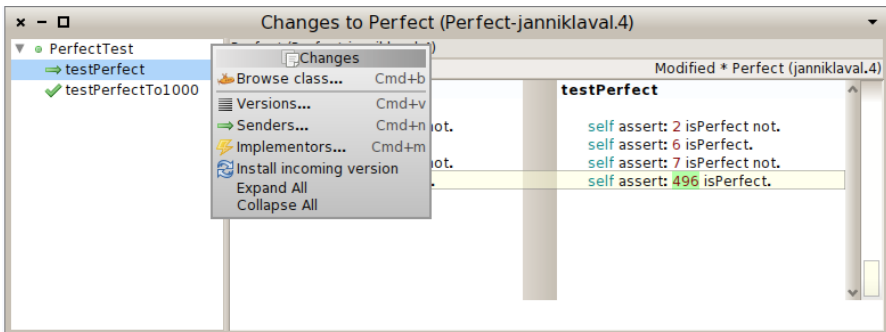 Changes to Perfect (Perfect-janniklaval.4)
PerfectTest
testPerfect
testPerfectTo1000
Changes
Browse class... Cmd+b
Versions... Cmd+v
Senders... Cmd+n
Implementors... Cmd+m
Install incoming version
Expand All
Collapse All
Modified * Perfect (janniklaval.4)
testPerfect
not.
self assert: 2 isPerfect not.
self assert: 6 isPerfect.
not.
self assert: 7 isPerfect not.
self assert: 496 isPerfect.